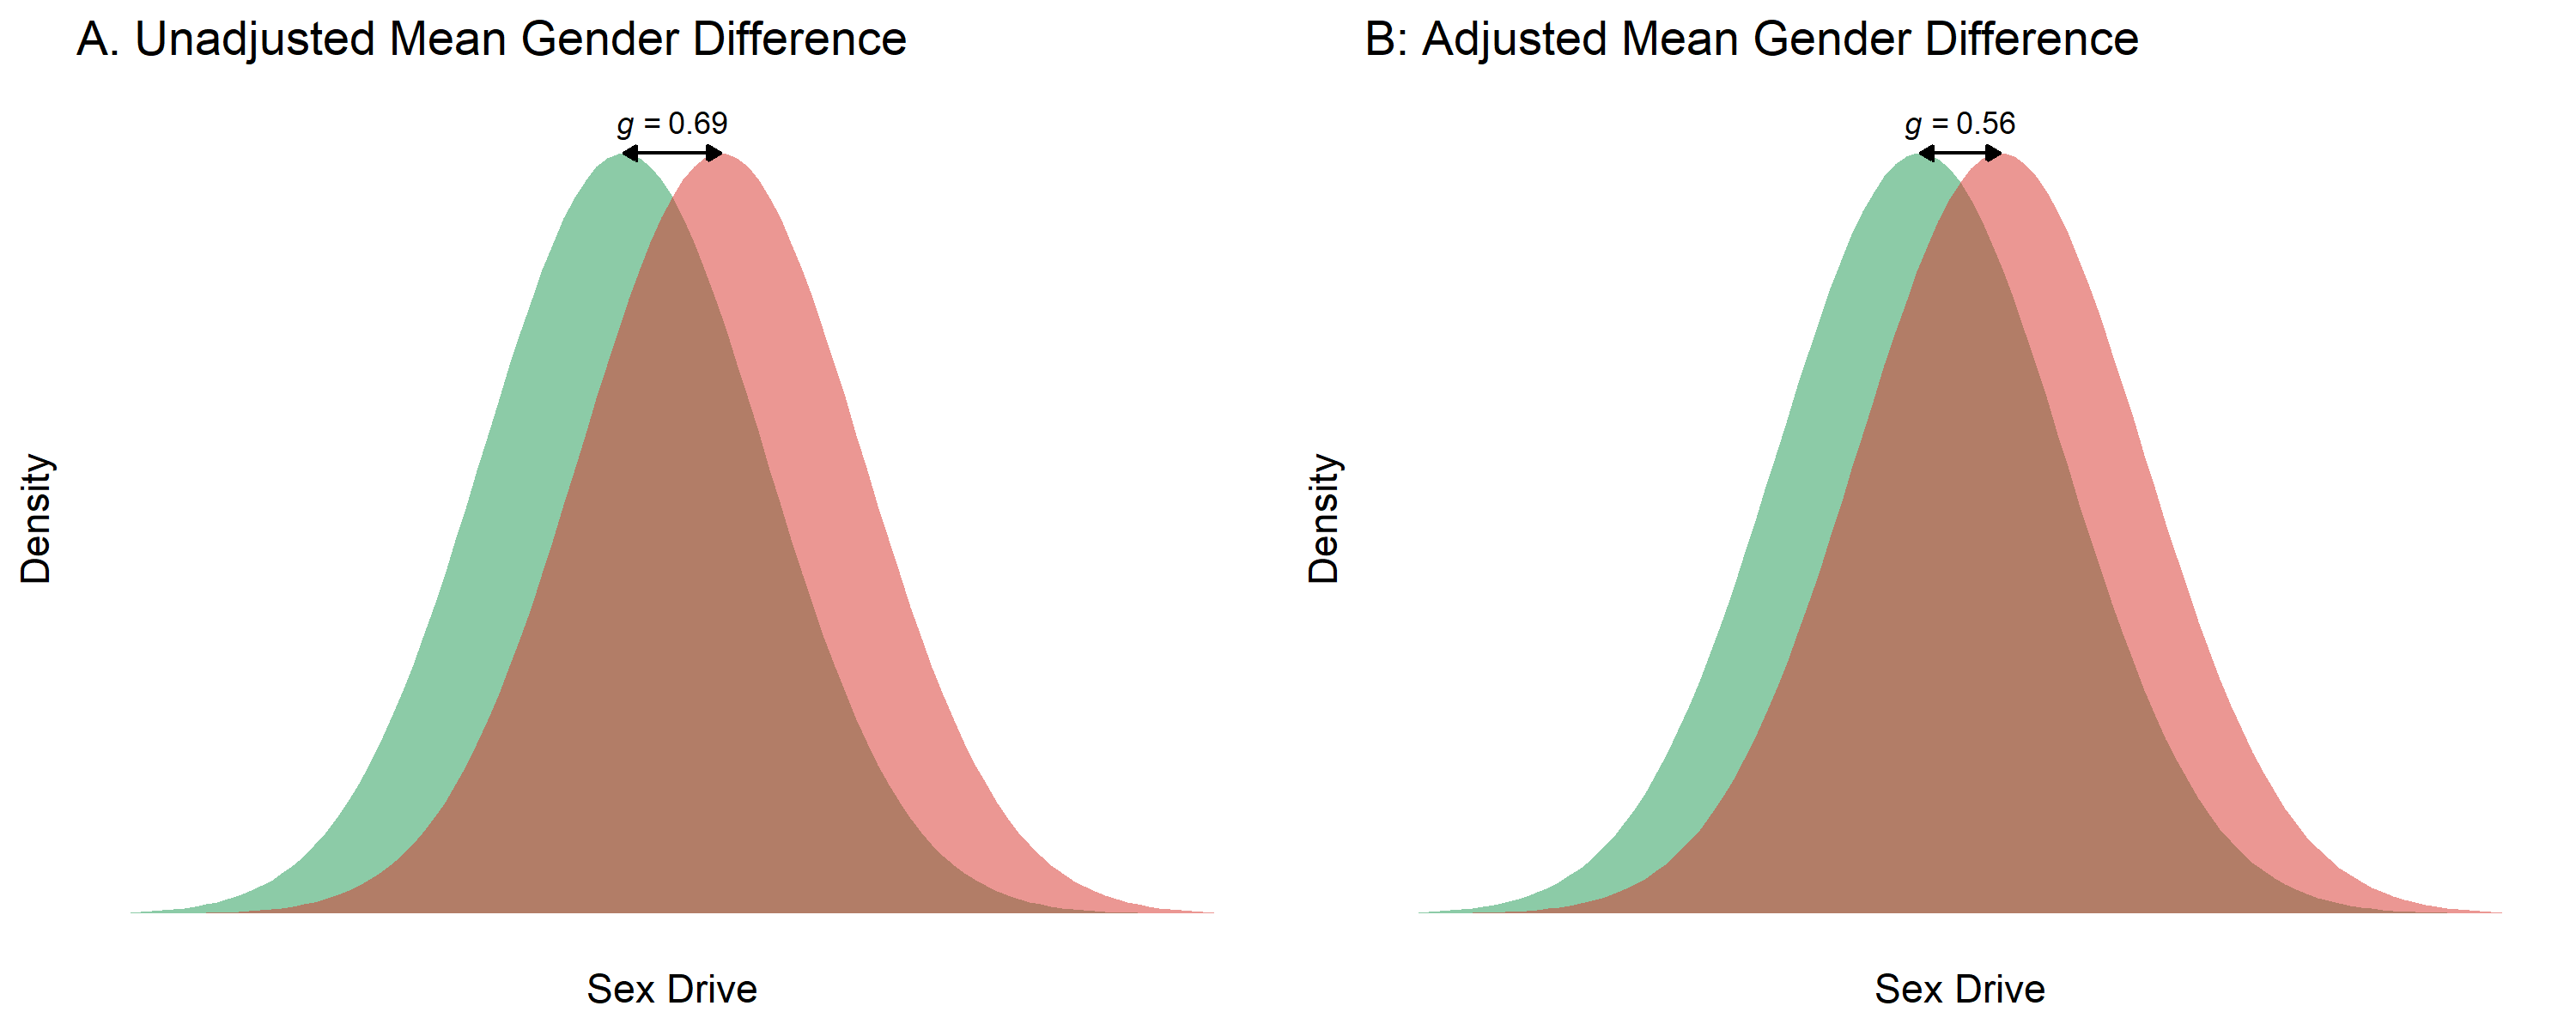 A. Unadjusted Mean Gender Difference
g = 0.69
Density
Sex Drive
B: Adjusted Mean Gender Difference
g = 0.56
Density
Sex Drive